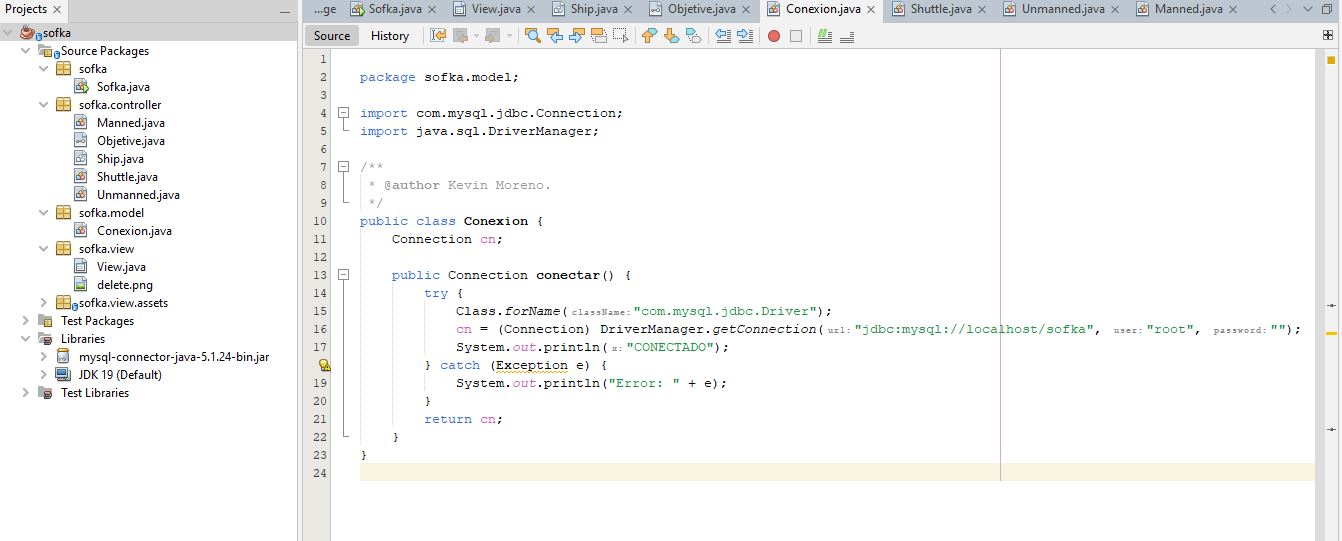 Projects ×
sofka
Source Packages
sofka
Sofka.java
sofka.controller
Manned.java
Objetive.java
Ship.java
Shuttle.java
Unmanned.java
sofka.model
Conexion.java
sofka.view
View.java
delete.png
sofka.view.assets
Test Packages
Libraries
mysql-connector-java-5.1.24-bin.jar
JDK 19 (Default)
Test Libraries
...ge Sofka.java × View.java × Ship.java × Objetive.java × Conexion.java × Shuttle.java × Unmanned.java × Manned.java ×
Source History
1
2 package sofka.model;
3
4 import com.mysql.jdbc.Connection;
5 import java.sql.DriverManager;
6
7 /**
8 * @author Kevin Moreno.
9 */
10 public class Conexion {
11 Connection cn;
12
13 public Connection conectar() {
14 try {
15 Class.forName(className:"com.mysql.jdbc.Driver");
16 cn = (Connection) DriverManager.getConnection(url:"jdbc:mysql://localhost/sofka", user:"root", password:"");
17 System.out.println(x:"CONECTADO");
} catch (Exception e) {
19 System.out.println("Error: " + e);
20 }
21 return cn;
22 }
23 }
24